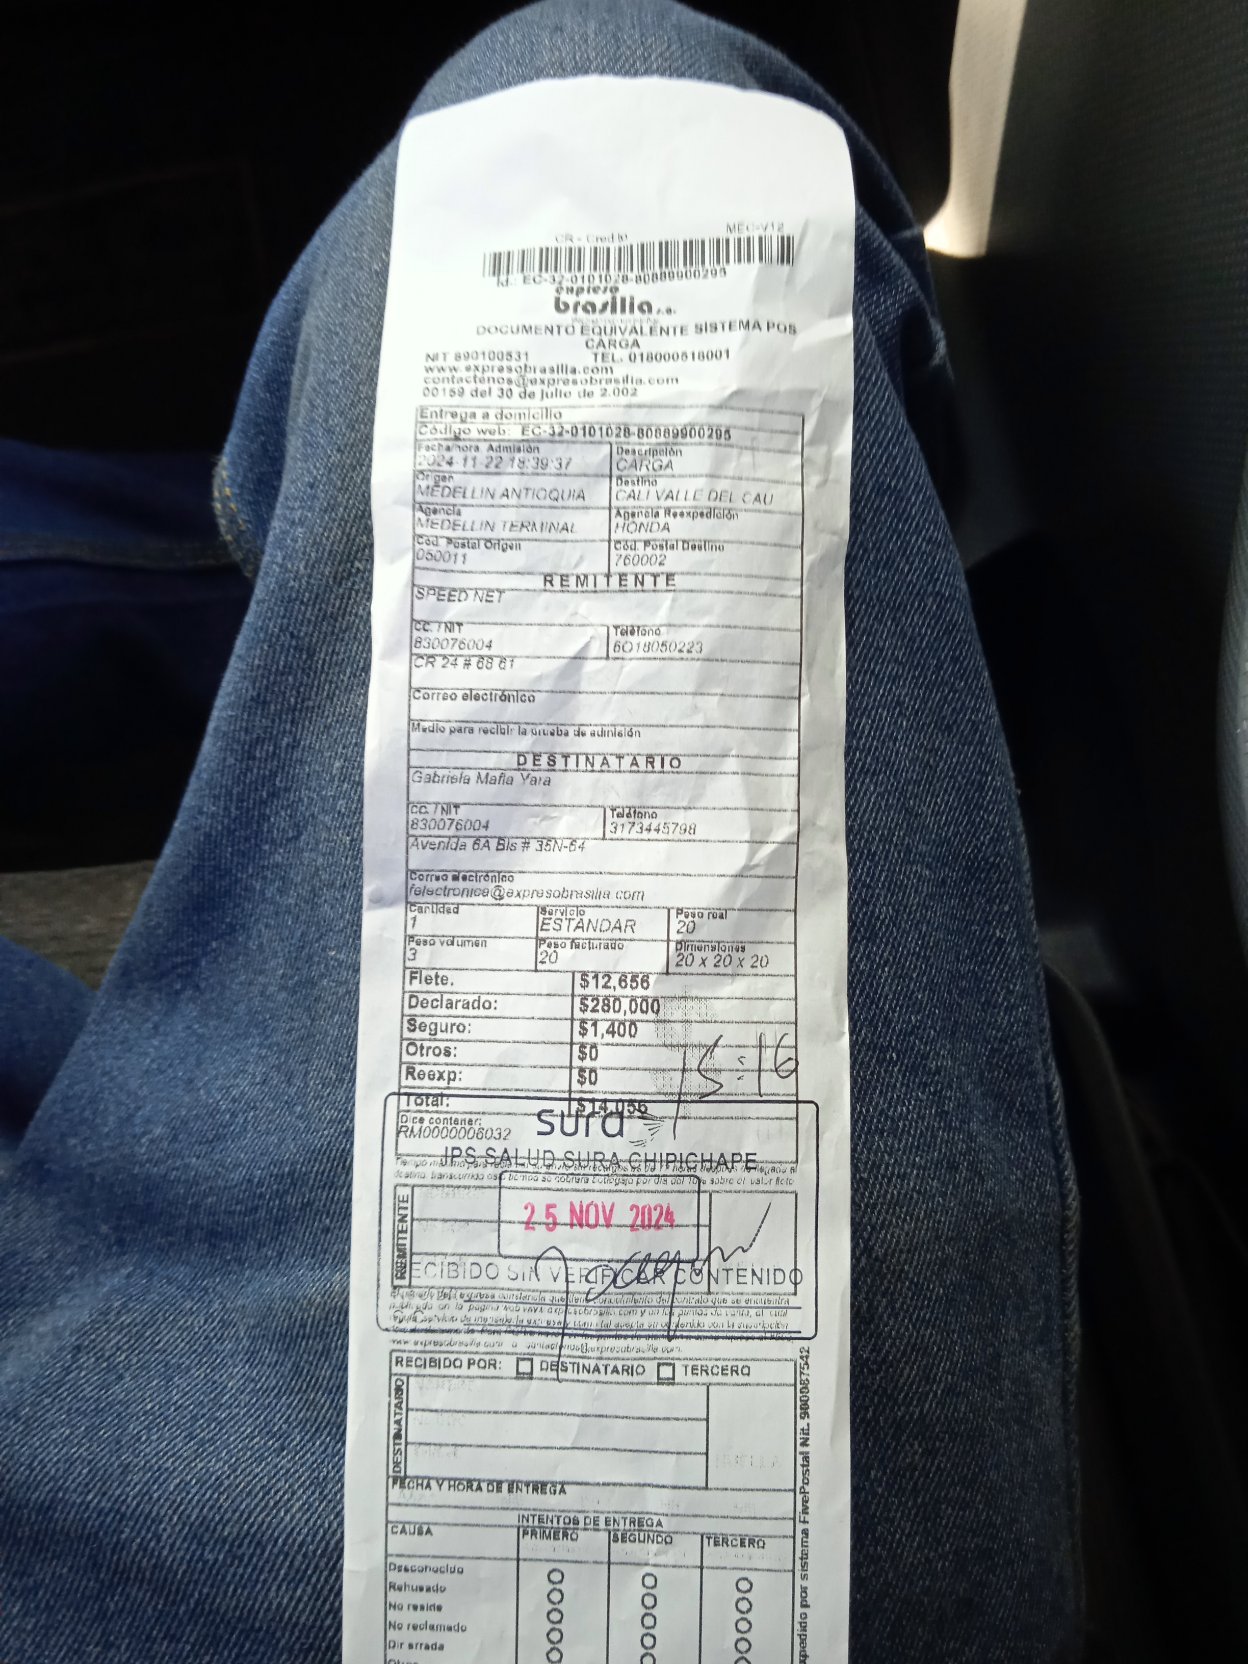 CR - Credito MEC-V12
Id.: EC-32-0101028-80889900295
expreso
brasilia s.a.
DOCUMENTO EQUIVALENTE SISTEMA POS
CARGA
NIT 890100531 TEL. 018000518001
www.expresobrasilia.com
contactenos@expresobrasilia.com
00159 del 30 de julio de 2.002
Entrega a domicilio
Código web: EC-32-0101028-80889900295
Fecha/hora Admisión Descripción
2024-11-22 18:39:37 CARGA
Origen Destino
MEDELLIN ANTIOQUIA CALI VALLE DEL CAU
Agencia Agencia Reexpedición
MEDELLIN TERMINAL HONDA
Cód. Postal Origen Cód. Postal Destino
050011 760002
REMITENTE
SPEED NET
CC. / NIT Teléfono
830076004 6018050223
CR 24 # 68 61
Correo electrónico
Medio para recibir la prueba de admisión
DESTINATARIO
Gabriela Mafla Yara
CC. / NIT Teléfono
830076004 3173445798
Avenida 6A Bis # 35N-64
Correo electrónico
felectronica@expresobrasilia.com
Cantidad Servicio Peso real
1 ESTANDAR 20
Peso volumen Peso facturado Dimensiones
3 20 20 x 20 x 20
Flete. $12,656
Declarado: $280,000
Seguro: $1,400
Otros: $0
Reexp: $0
15:16
Total: $14,056
Dice contener:
RM0000006032
sura
IPS SALUD SURA CHIPICHAPE
25 NOV 2024
REMITENTE
RECIBIDO SIN VERIFICAR CONTENIDO
RECIBIDO POR: DESTINATARIO TERCERO
DESTINATARIO
HUELLA
FECHA Y HORA DE ENTREGA
INTENTOS DE ENTREGA
CAUSA PRIMERO SEGUNDO TERCERO
Desconocido
Rehusado
No reside
No reclamado
Dir errada
xpedido por sistema FivePostal Nit. 900087542